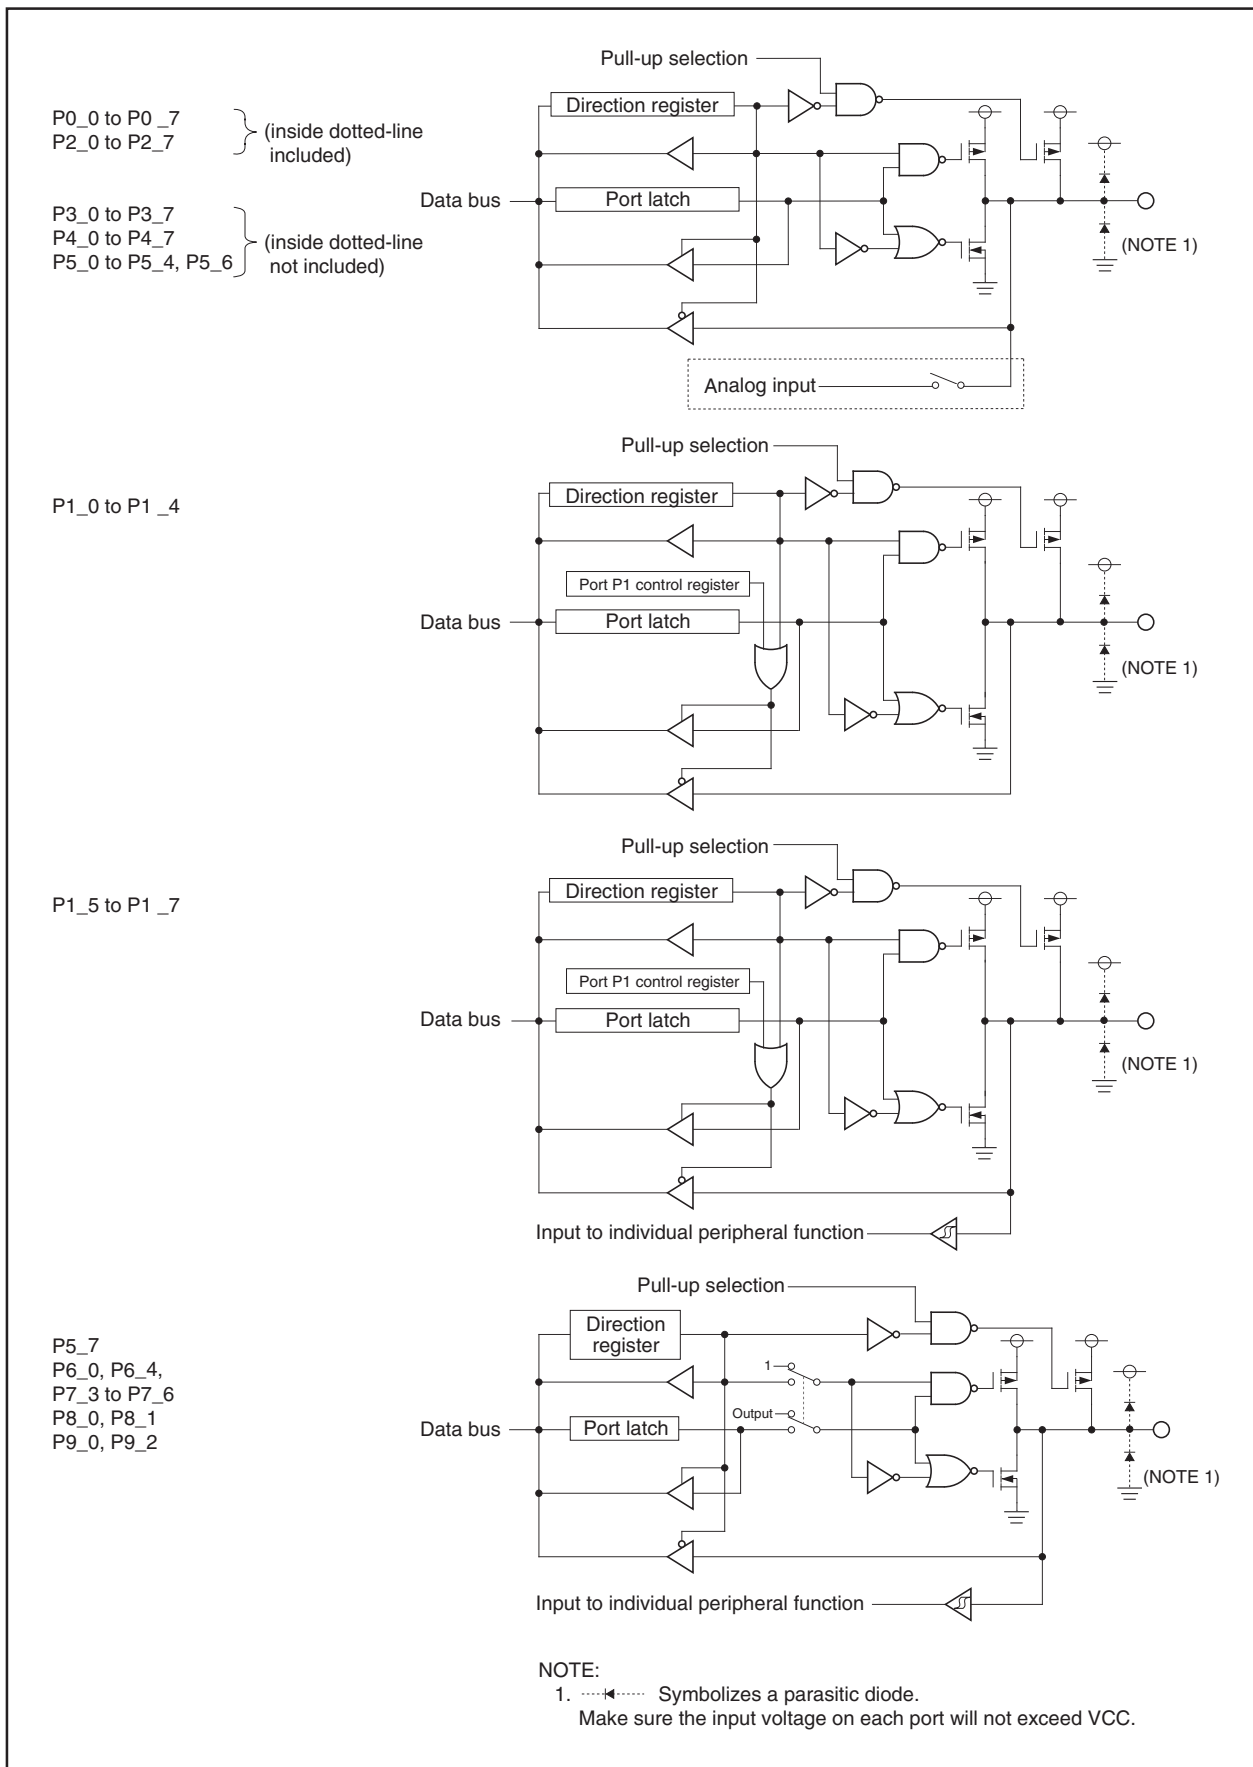 Pull-up selection
P0_0 to P0 _7
P2_0 to P2_7
(inside dotted-line
included)
Direction register
P3_0 to P3_7
P4_0 to P4_7
P5_0 to P5_4, P5_6
(inside dotted-line
not included)
Data bus
Port latch
(NOTE 1)
Analog input
Pull-up selection
P1_0 to P1 _4
Direction register
Port P1 control register
Data bus
Port latch
(NOTE 1)
Pull-up selection
P1_5 to P1 _7
Direction register
Port P1 control register
Data bus
Port latch
(NOTE 1)
Input to individual peripheral function
Pull-up selection
P5_7
P6_0, P6_4,
P7_3 to P7_6
P8_0, P8_1
P9_0, P9_2
Direction
register
1
Output
Data bus
Port latch
(NOTE 1)
Input to individual peripheral function
NOTE:
1. Symbolizes a parasitic diode.
Make sure the input voltage on each port will not exceed VCC.